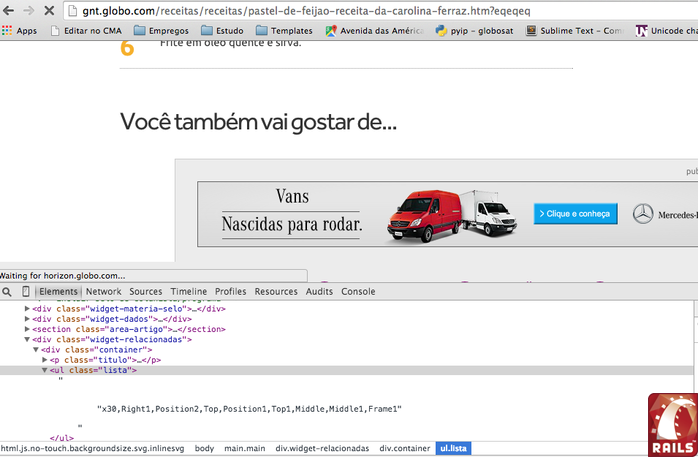 gnt.globo.com/receitas/receitas/pastel-de-feijao-receita-da-carolina-ferraz.htm?eqeqeq
Apps Editar no CMA Empregos Estudo Templates Avenida das Améric pyip - globosat Sublime Text - Com Unicode cha
6 Frite em óleo quente e sirva.
Você também vai gostar de...
pub
Vans
Nascidas para rodar.
> Clique e conheça
Mercedes-B
Waiting for horizon.globo.com...
Elements Network Sources Timeline Profiles Resources Audits Console
<div class="widget-materia-selo">…</div>
<div class="widget-dados">…</div>
<section class="area-artigo">…</section>
<div class="widget-relacionadas">
<div class="container">
<p class="titulo">…</p>
<ul class="lista">
"
"x30,Right1,Position2,Top,Position1,Top1,Middle,Middle1,Frame1"
"
</ul>
html.js.no-touch.backgroundsize.svg.inlinesvg body main.main div.widget-relacionadas div.container ul.lista
RAILS